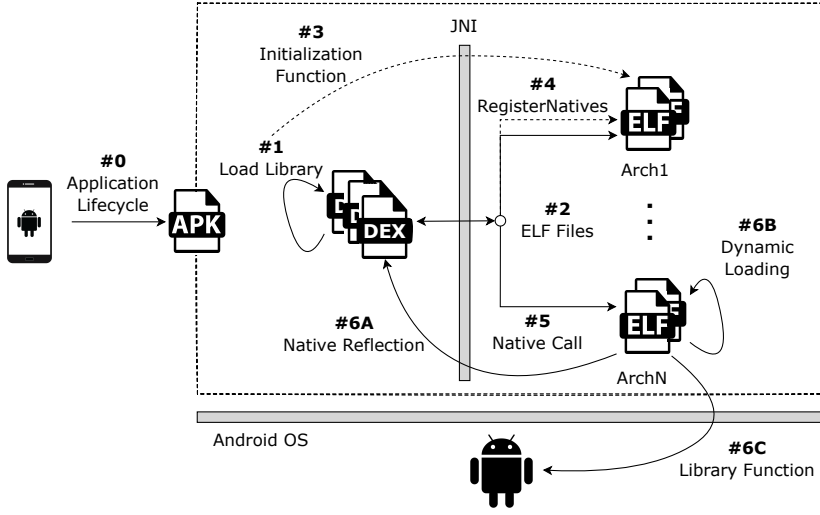 JNI
#3
Initialization
Function
#4
RegisterNatives
ELF
Arch1
#0
Application
Lifecycle
#1
Load Library
APK
DEX
#2
ELF Files
#6B
Dynamic
Loading
#6A
Native Reflection
#5
Native Call
ELF
ArchN
Android OS
#6C
Library Function